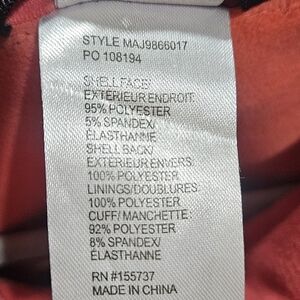 STYLE MAJ9866017
PO 108194
SHELL FACE/
EXTERIEUR ENDROIT:
95% POLYESTER
5% SPANDEX/
ÉLASTHANNE
SHELL BACK/
EXTERIEUR ENVERS:
100% POLYESTER
LININGS/DOUBLURES:
100% POLYESTER
CUFF/ MANCHETTE:
92% POLYESTER
8% SPANDEX/
ÉLASTHANNE
RN #155737
MADE IN CHINA